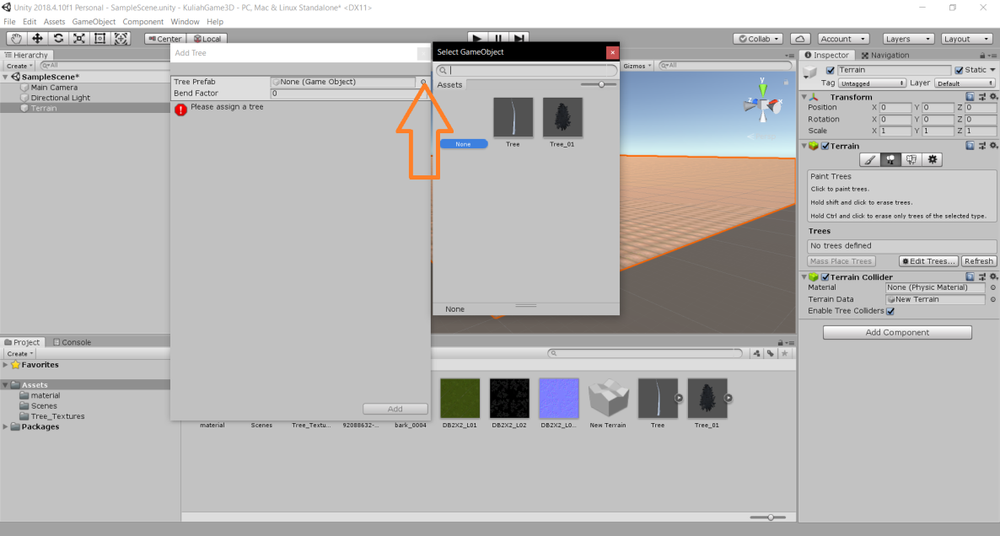 Unity 2018.4.10f1 Personal - SampleScene.unity - KuliahGame3D - PC, Mac & Linux Standalone* <DX11>
File Edit Assets GameObject Component Window Help
Center Local Collab Account Layers Layout
Hierarchy
Create All
SampleScene*
Main Camera
Directional Light
Terrain
Add Tree
Tree Prefab None (Game Object)
Bend Factor 0
Please assign a tree
Add
Select GameObject
Assets
None Tree Tree_01
None
Gizmos All
y
z x
Inspector Navigation
Terrain Static
Tag Untagged Layer Default
Transform
Position X 0 Y 0 Z 0
Rotation X 0 Y 0 Z 0
Scale X 1 Y 1 Z 1
Terrain
Paint Trees
Click to paint trees.
Hold shift and click to erase trees.
Hold Ctrl and click to erase only trees of the selected type.
Trees
No trees defined
Mass Place Trees Edit Trees... Refresh
Terrain Collider
Material None (Physic Material)
Terrain Data New Terrain
Enable Tree Colliders
Add Component
Project Console
Create
Favorites
Assets
material
Scenes
Tree_Textures
Packages
material Scenes Tree_Textu... 92088632-... bark_0004 DB2X2_L01 DB2X2_L02 DB2X2_L0... New Terrain Tree Tree_01